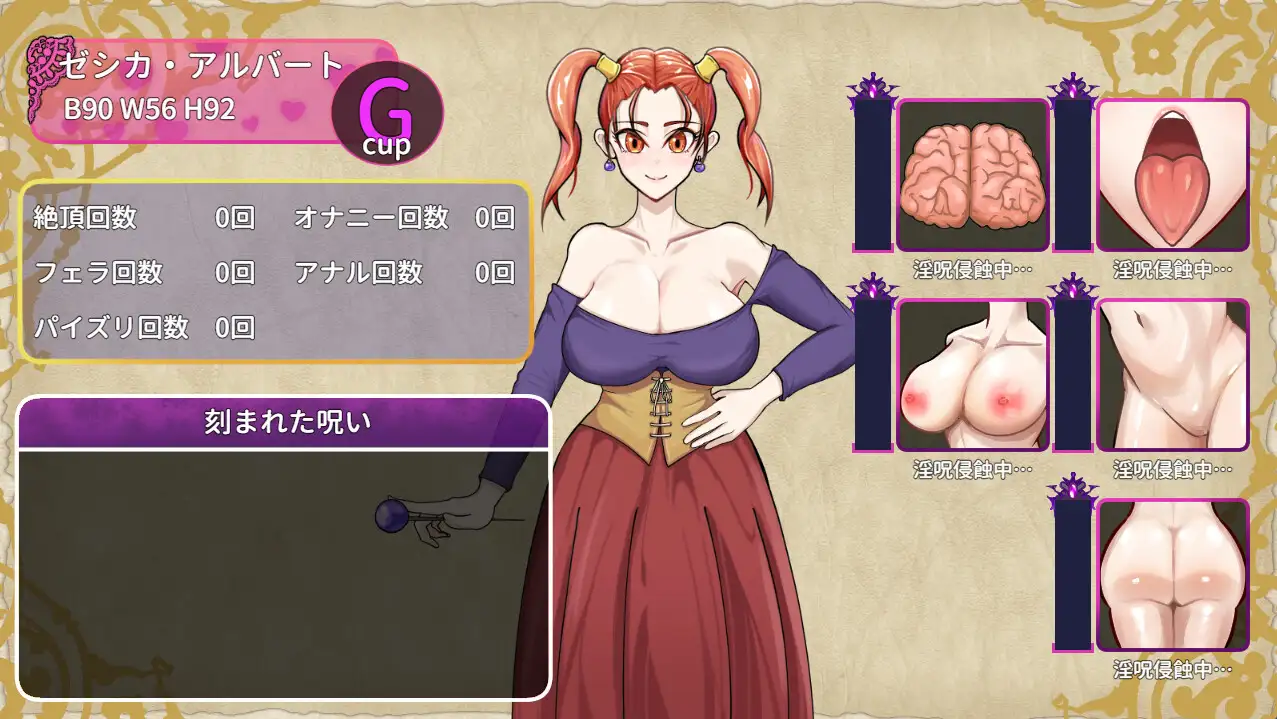 ゼシカ・アルバート
B90 W56 H92
G
cup
絶頂回数 0回 オナニー回数 0回
フェラ回数 0回 アナル回数 0回
パイズリ回数 0回
刻まれた呪い
淫呪侵蝕中… 淫呪侵蝕中…
淫呪侵蝕中… 淫呪侵蝕中…
淫呪侵蝕中…